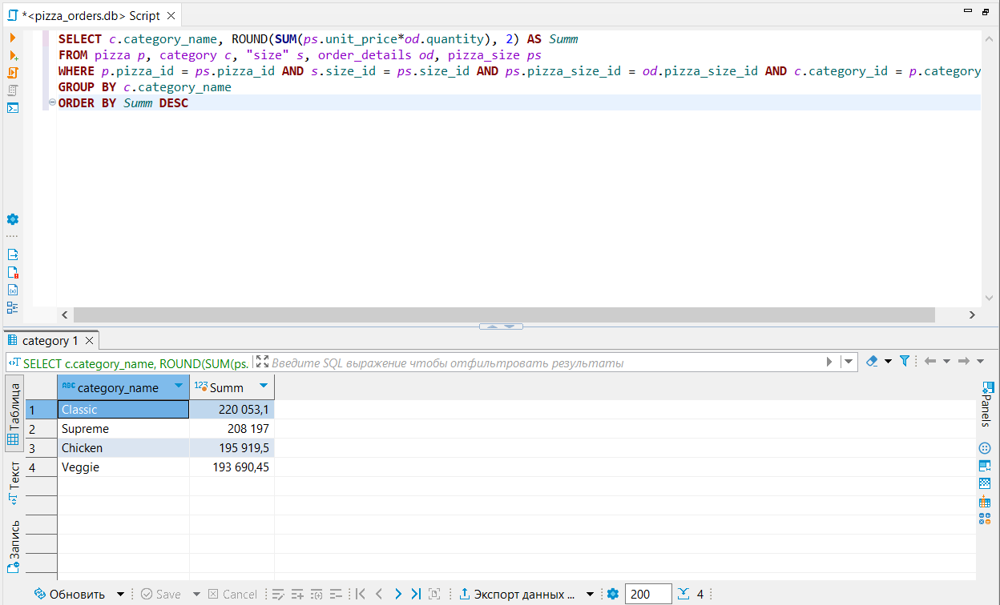 *<pizza_orders.db> Script
SELECT c.category_name, ROUND(SUM(ps.unit_price*od.quantity), 2) AS Summ
FROM pizza p, category c, "size" s, order_details od, pizza_size ps
WHERE p.pizza_id = ps.pizza_id AND s.size_id = ps.size_id AND ps.pizza_size_id = od.pizza_size_id AND c.category_id = p.category
GROUP BY c.category_name
ORDER BY Summ DESC
category 1
SELECT c.category_name, ROUND(SUM(ps. Введите SQL выражение чтобы отфильтровать результаты
Таблица
Текст
Запись
ABC category_name 123 Summ
1 Classic 220 053,1
2 Supreme 208 197
3 Chicken 195 919,5
4 Veggie 193 690,45
Panels
Обновить Save Cancel Экспорт данных ... 200 4